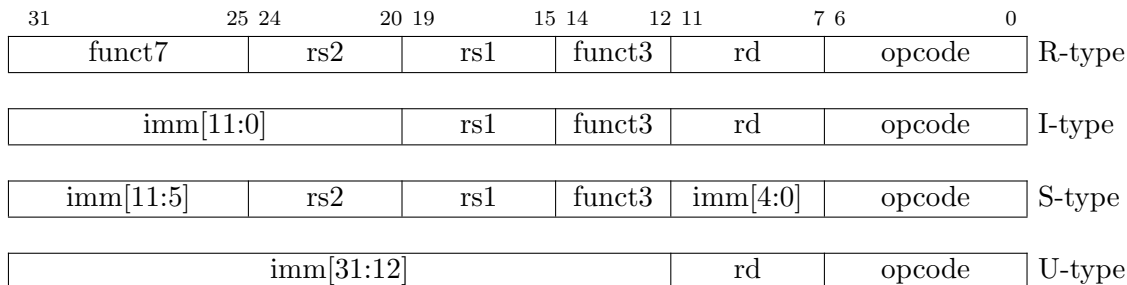 31 25 24 20 19 15 14 12 11 7 6 0
funct7 rs2 rs1 funct3 rd opcode R-type
imm[11:0] rs1 funct3 rd opcode I-type
imm[11:5] rs2 rs1 funct3 imm[4:0] opcode S-type
imm[31:12] rd opcode U-type